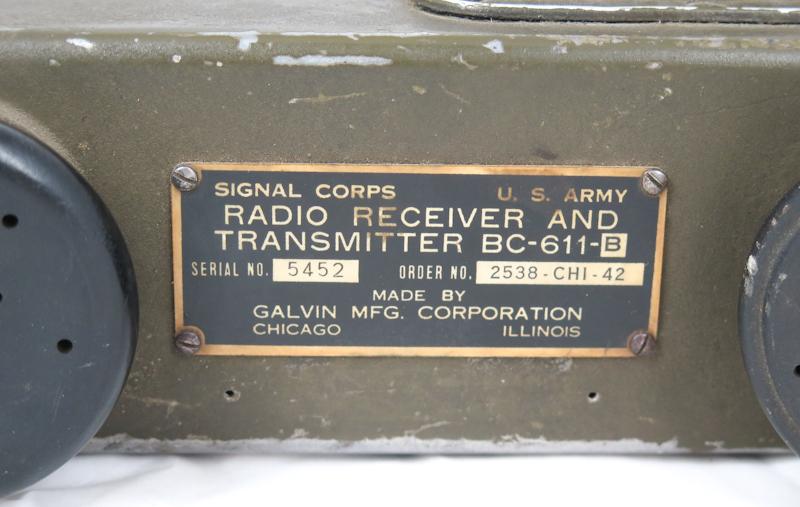 SIGNAL CORPS U. S. ARMY
RADIO RECEIVER AND
TRANSMITTER BC-611-B
SERIAL NO. 5452 ORDER NO. 2538-CHI-42
MADE BY
GALVIN MFG. CORPORATION
CHICAGO ILLINOIS